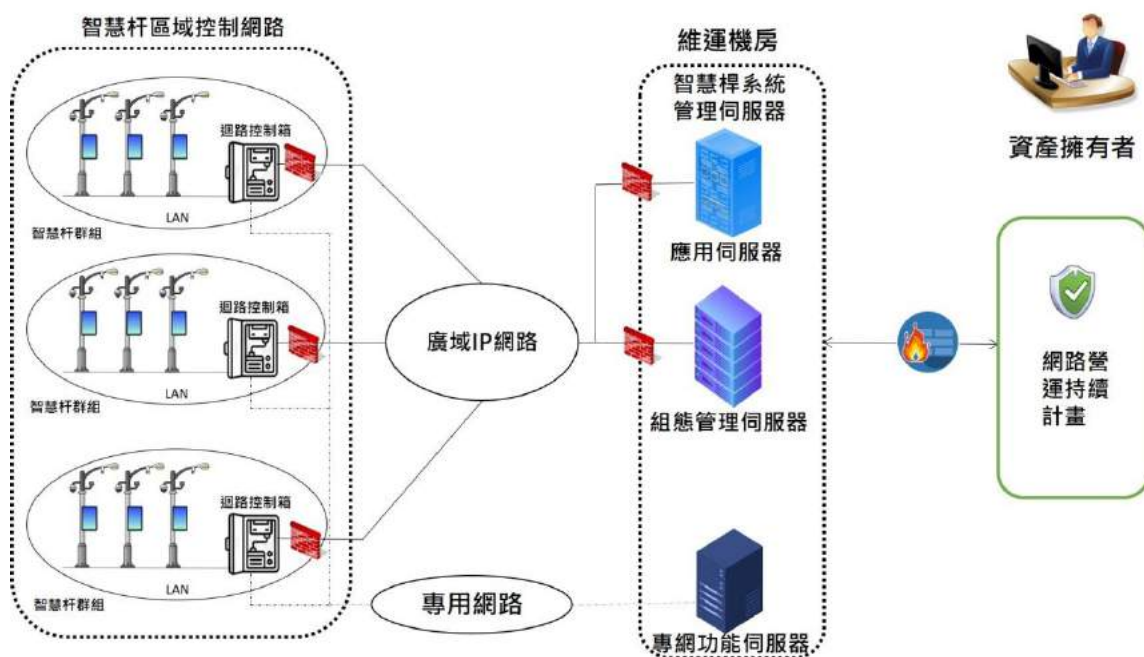 智慧杆區域控制網路
迴路控制箱
LAN
智慧杆群組
迴路控制箱
LAN
智慧杆群組
迴路控制箱
LAN
智慧杆群組
廣域IP網路
專用網路
維運機房
智慧桿系統
管理伺服器
應用伺服器
組態管理伺服器
專網功能伺服器
資產擁有者
網路營
運持續
計畫